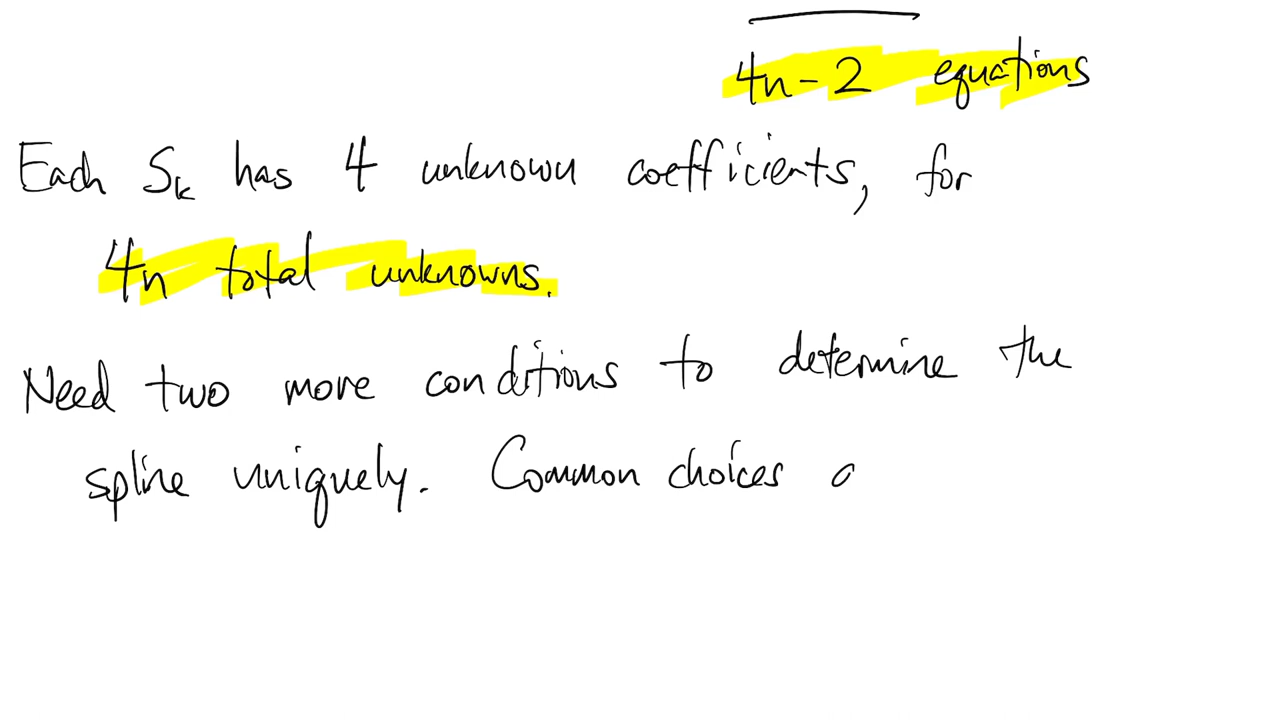 4n-2 equations
Each Sk has 4 unknown coefficients, for
4n total unknowns.
Need two more conditions to determine the
spline uniquely. Common choices a